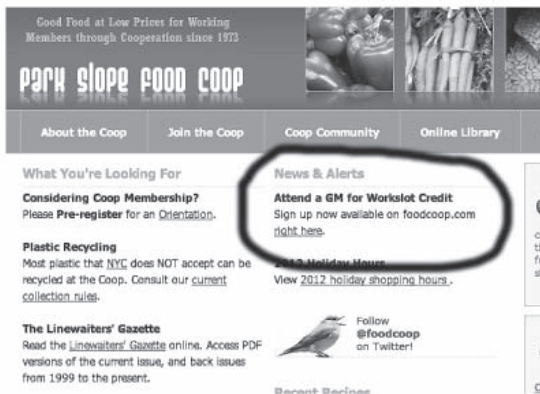 Good Food at Low Prices for Working
Members through Cooperation since 1973
PARK SLOPE FOOD COOP
About the Coop
Join the Coop
Coop Community
Online Library
What You're Looking For
Considering Coop Membership?
Please Pre-register for an Orientation.
Plastic Recycling
Most plastic that NYC does NOT accept can be
recycled at the Coop. Consult our current
collection rules.
The Linewaiters' Gazette
Read the Linewaiters' Gazette online. Access PDF
versions of the current issue, and back issues
from 1999 to the present.
News & Alerts
Attend a GM for Workslot Credit
Sign up now available on foodcoop.com
right here.
2012 Holiday Hours
View 2012 holiday shopping hours .
Follow
@foodcoop
on Twitter!
Recent Recipes